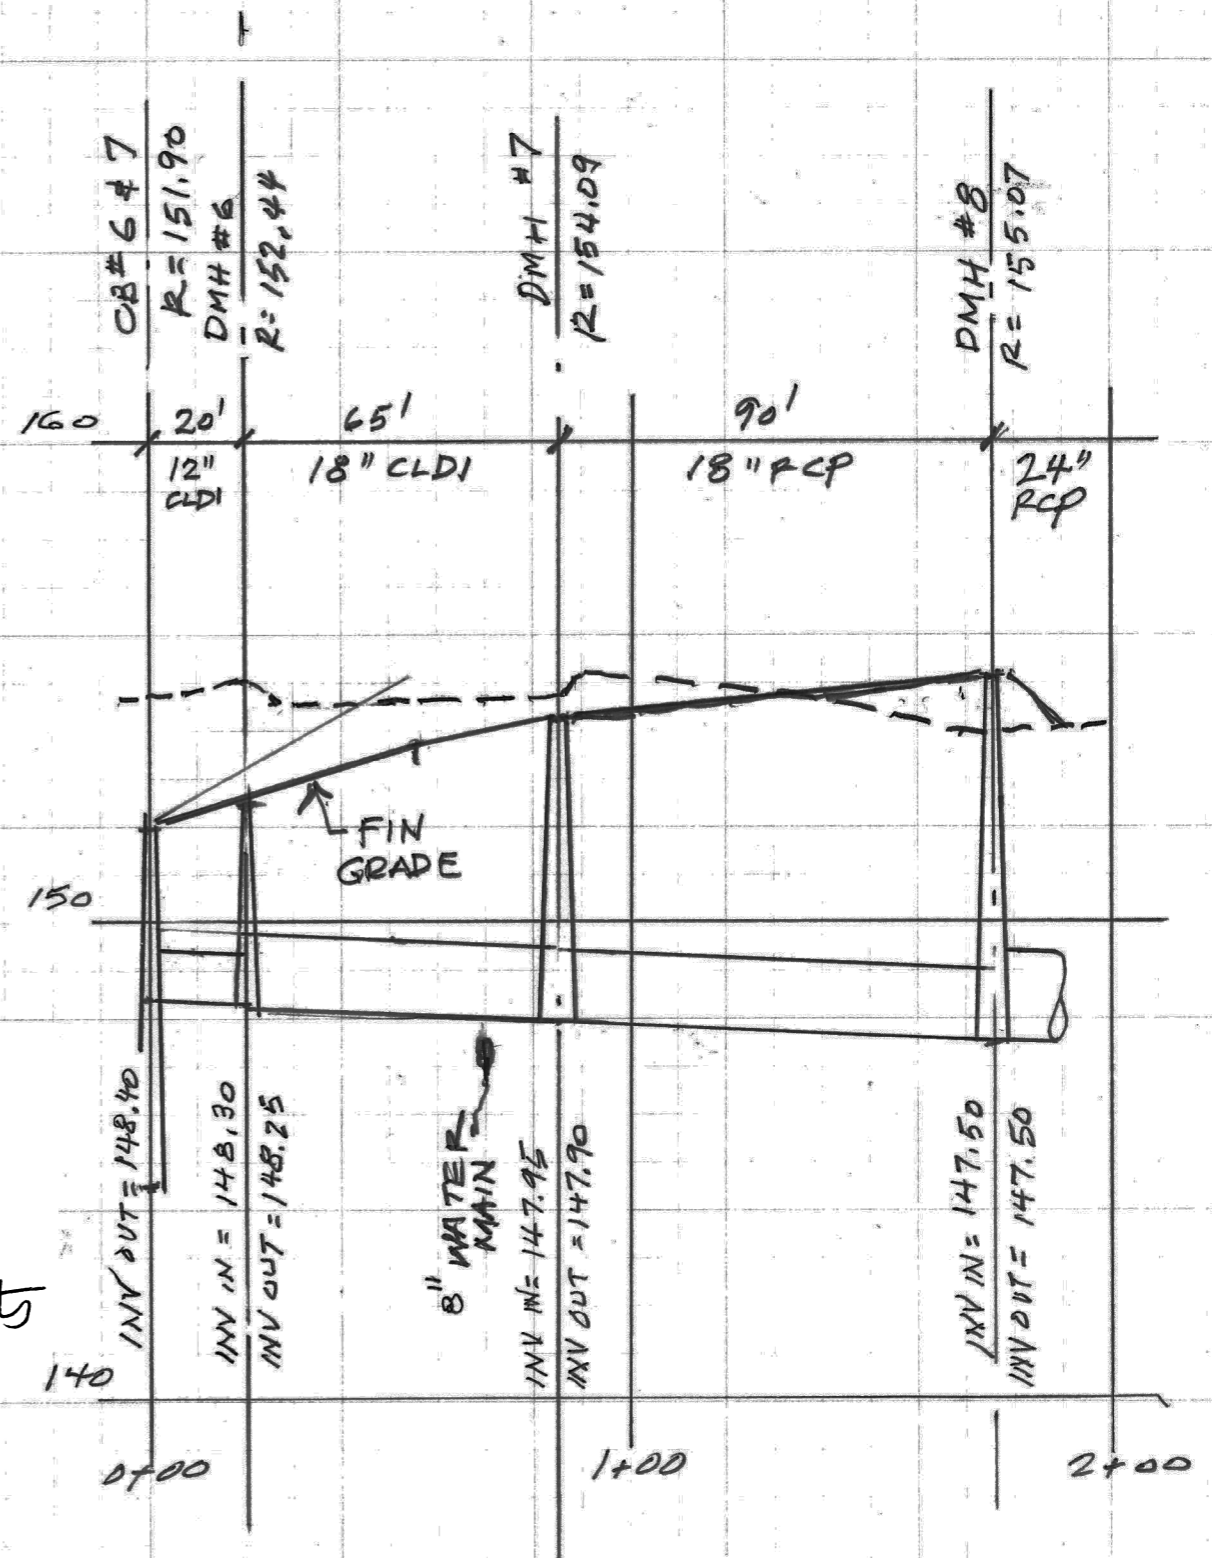 CB# 6 & 7
R=151.90
DMH #6
R=152.44
DMH #7
R=154.09
DMH #8
R=155.07
160
20'
65'
90'
12"
CLDI
18" CLDI
18" RCP
24"
RCP
FIN
GRADE
150
INV OUT=148.40
INV IN = 148.30
INV OUT=148.25
8" WATER
MAIN
INV IN=147.95
INV OUT =147.90
INV IN= 147.50
INV OUT= 147.50
140
0+00
1+00
2+00